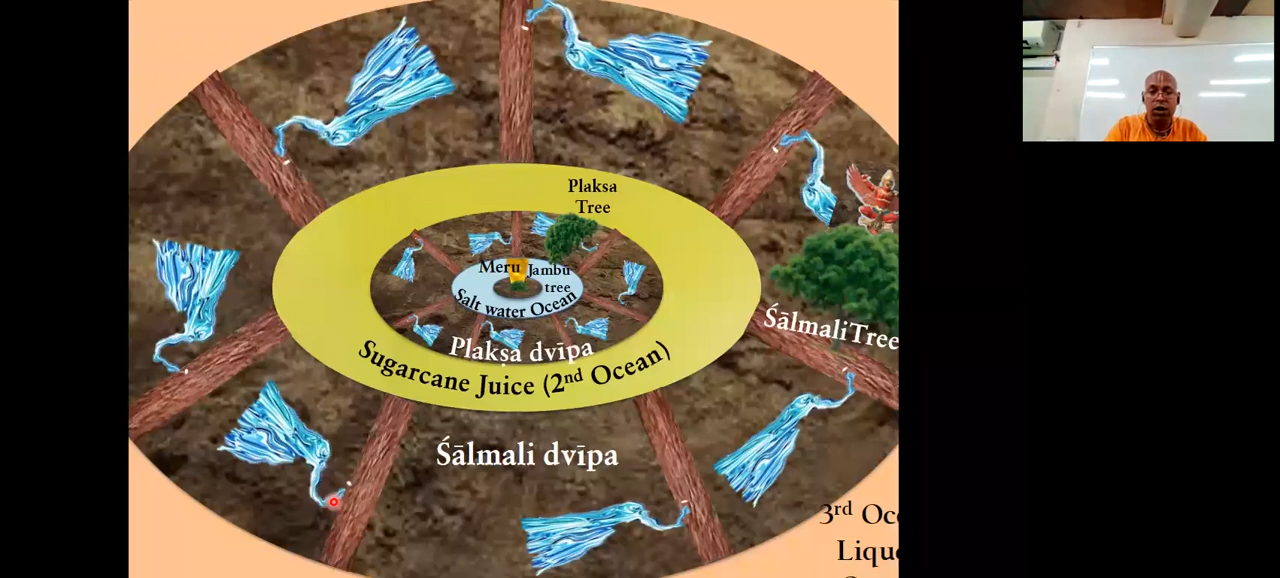 Plaksa
Tree
Meru
Jambu
tree
Salt water Ocean
Plakṣa dvīpa
Sugarcane Juice (2nd Ocean)
ŚālmaliTree
Śālmali dvīpa
3rd